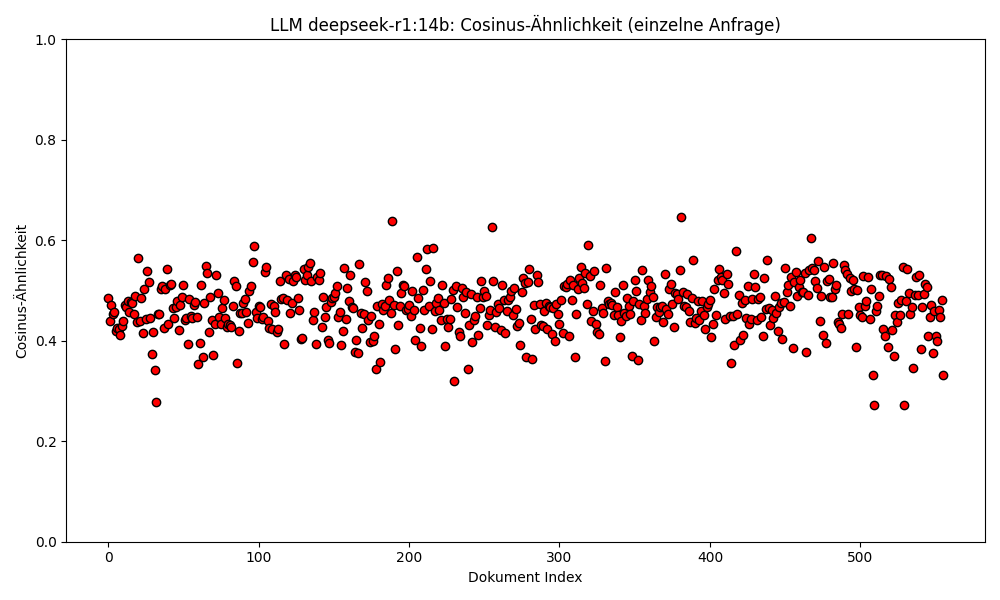 LLM deepseek-r1:14b: Cosinus-Ähnlichkeit (einzelne Anfrage)
Cosinus-Ähnlichkeit
1.0
0.8
0.6
0.4
0.2
0.0
0 100 200 300 400 500
Dokument Index